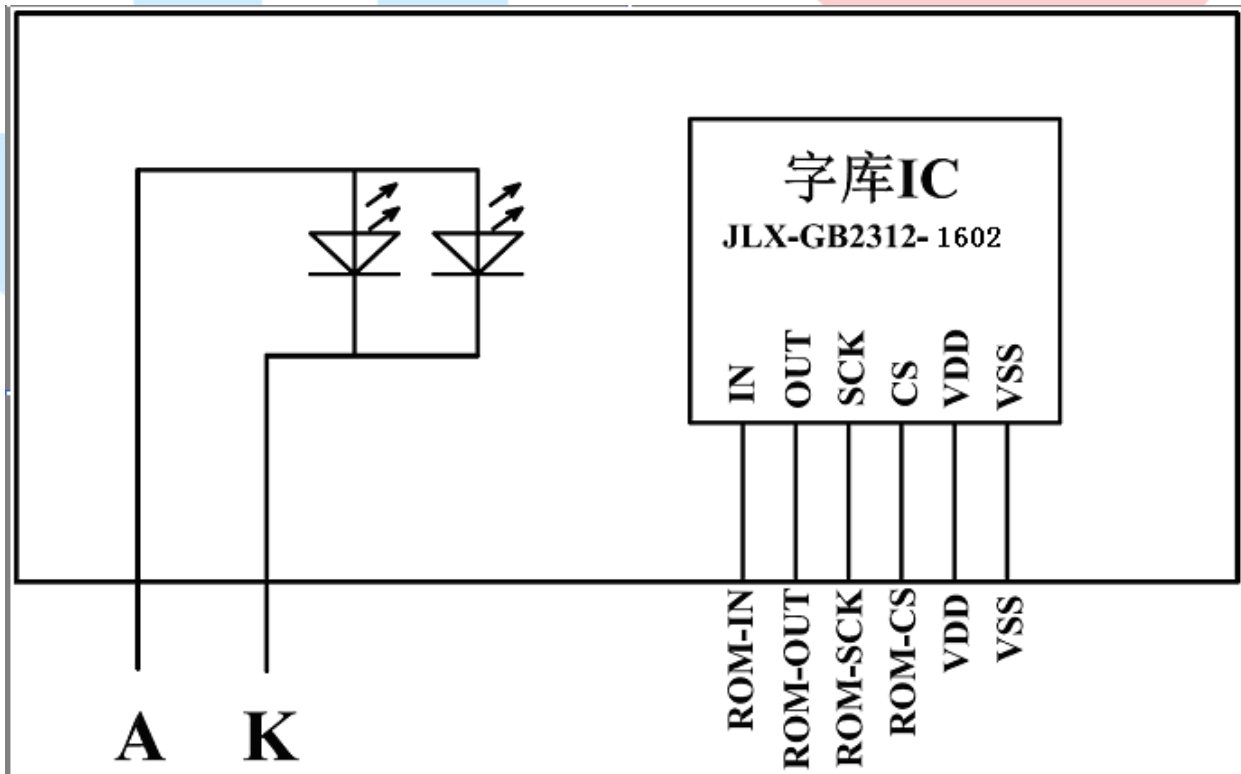 字库IC
JLX-GB2312- 1602
IN
OUT
SCK
CS
VDD
VSS
ROM-IN
ROM-OUT
ROM-SCK
ROM-CS
VDD
VSS
A
K